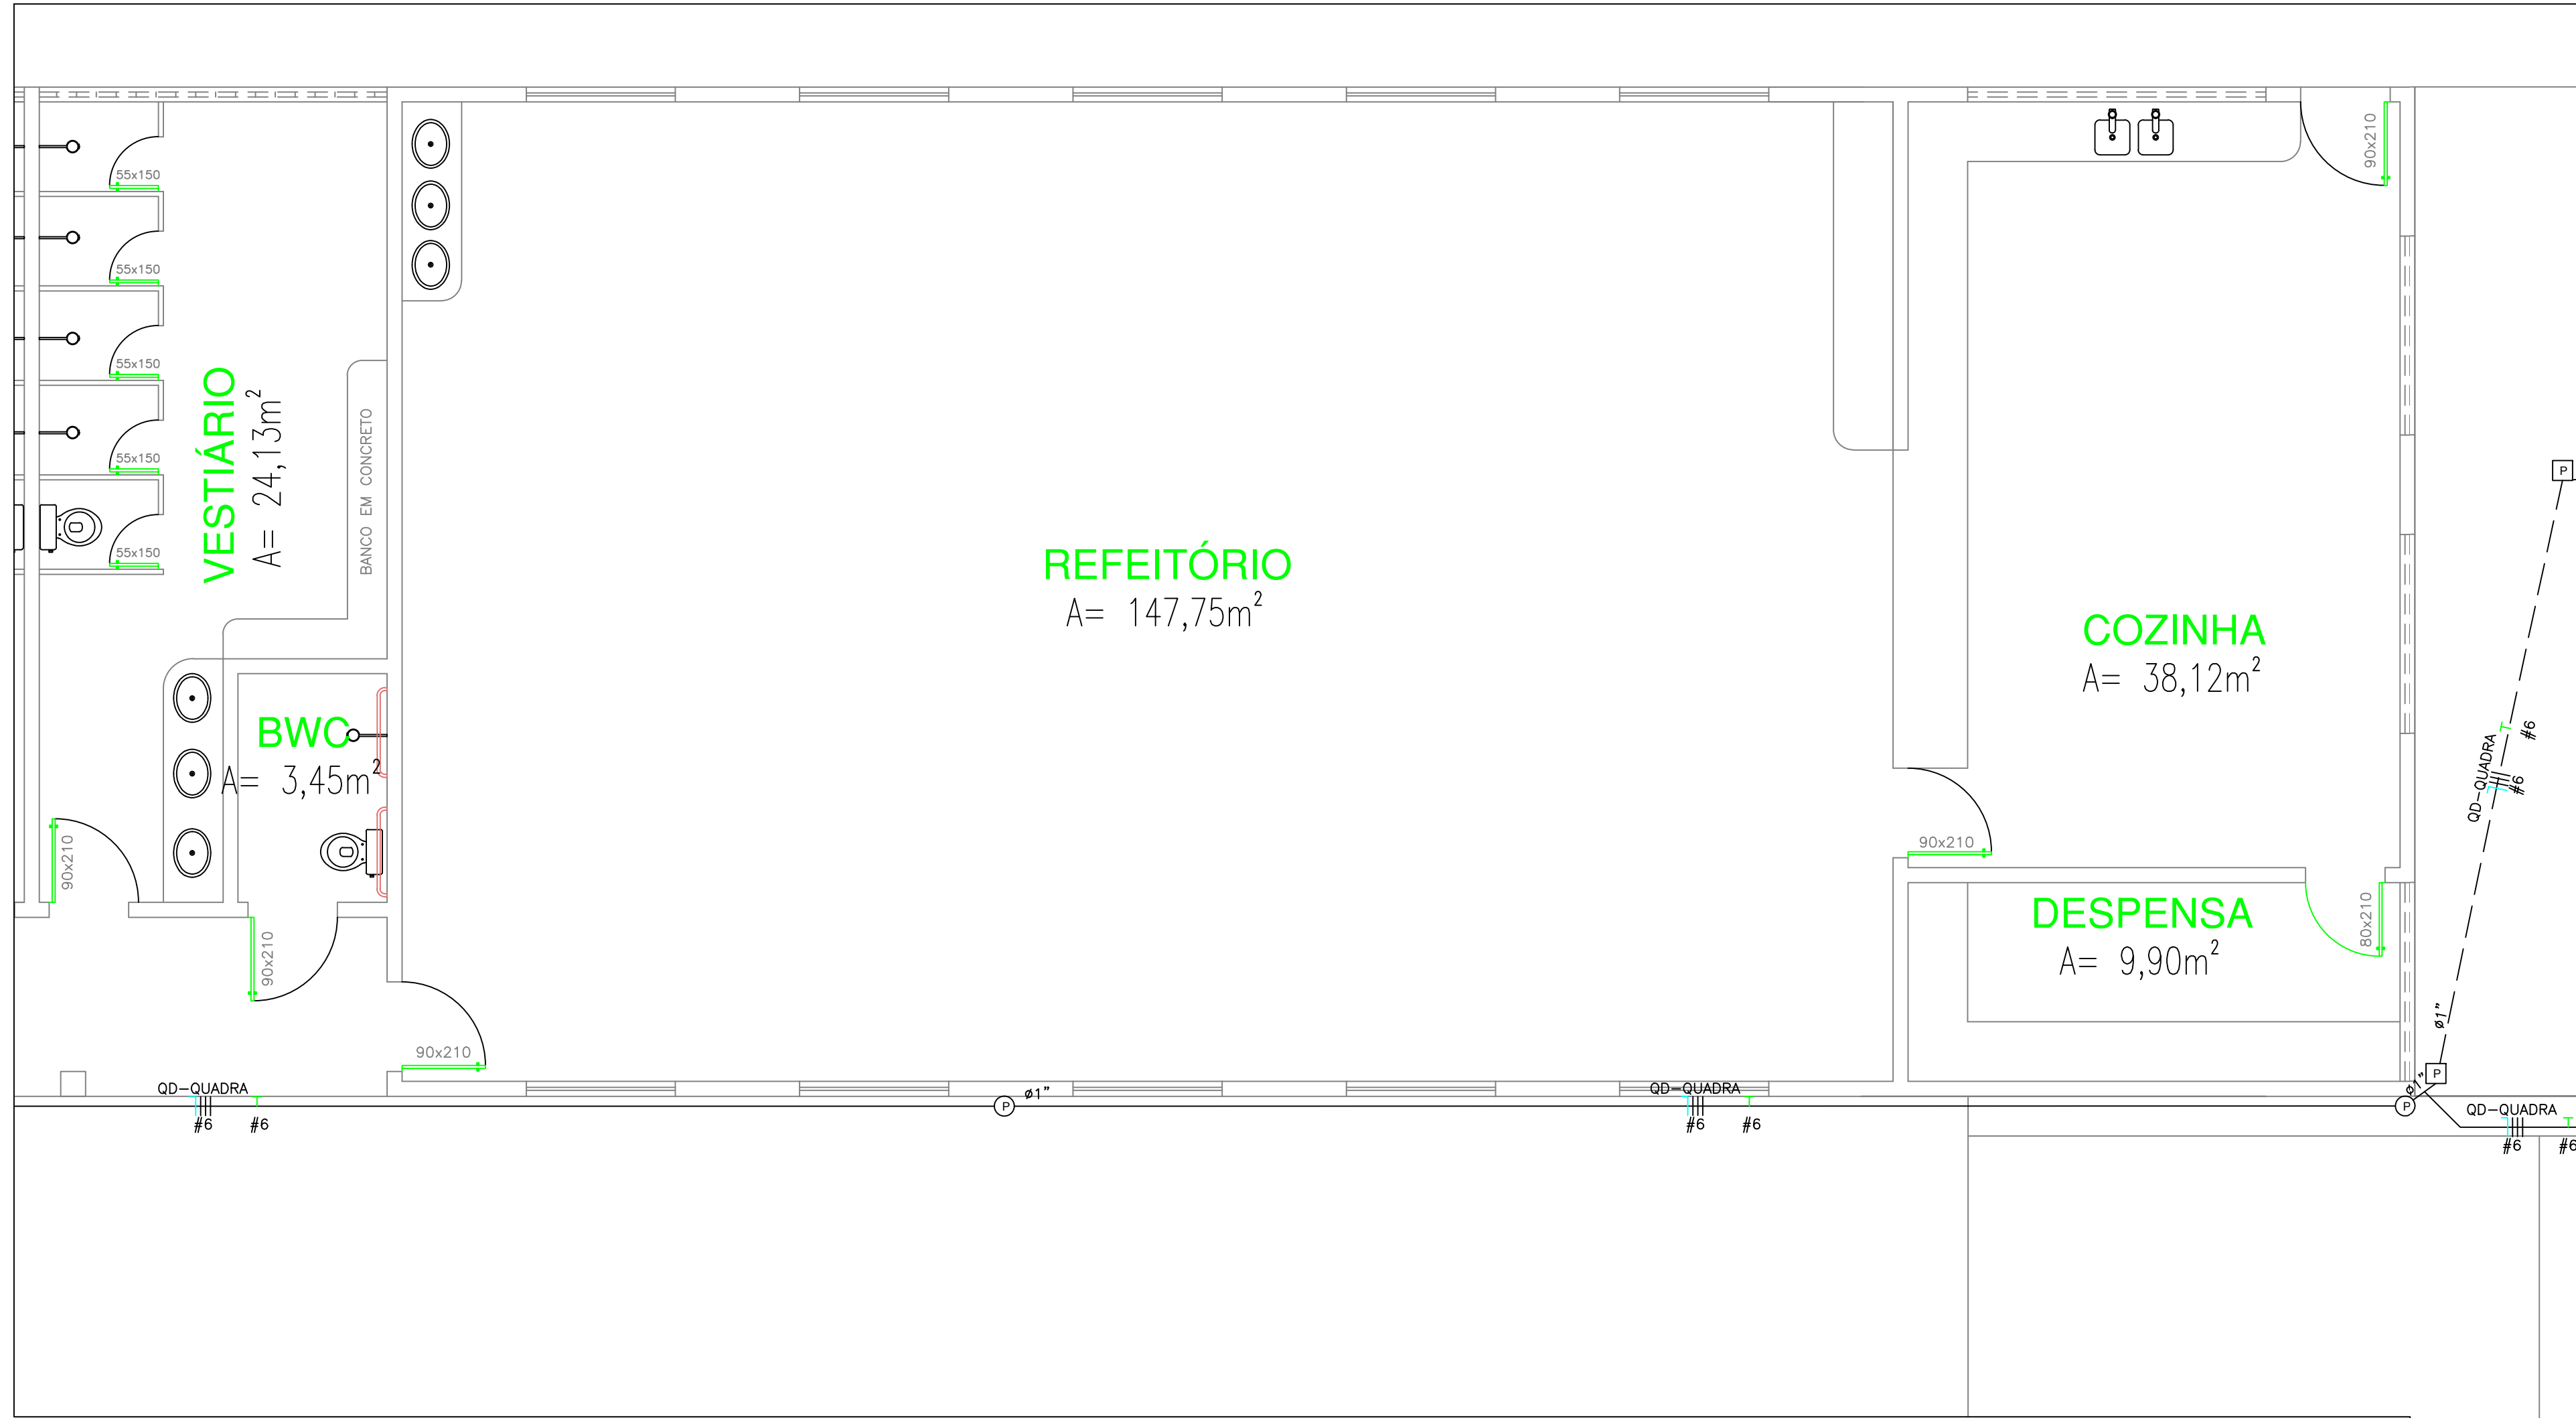 90x210
55x150
55x150
55x150
55x150
55x150
VESTIÁRIO
A= 24,13m²
BANCO EM CONCRETO
REFEITÓRIO
A= 147,75m²
COZINHA
A= 38,12m²
P
BWC
A= 3,45m²
#6
QD-QUADRA
#6
90x210
90x210
90x210
DESPENSA
A= 9,90m²
80x210
90x210
ø1"
P
ø1"
QD-QUADRA
#6
#6
P
ø1"
QD-QUADRA
#6
#6
P
QD-QUADRA
#6
#6